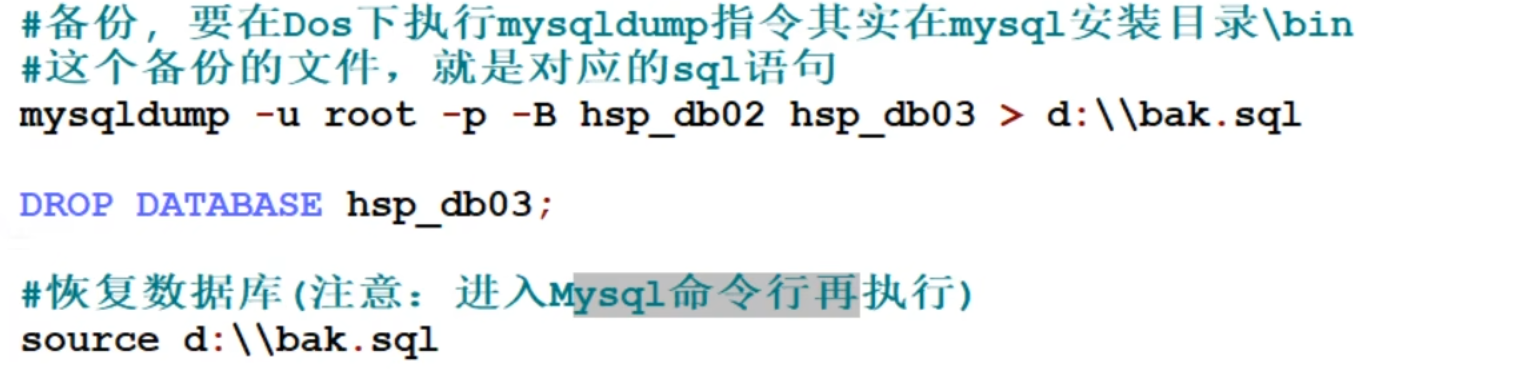 #备份, 要在Dos下执行mysqldump指令其实在mysql安装目录\bin
#这个备份的文件，就是对应的sql语句
mysqldump -u root -p -B hsp_db02 hsp_db03 > d:\\bak.sql
DROP DATABASE hsp_db03;
#恢复数据库(注意：进入Mysql命令行再执行)
source d:\\bak.sql